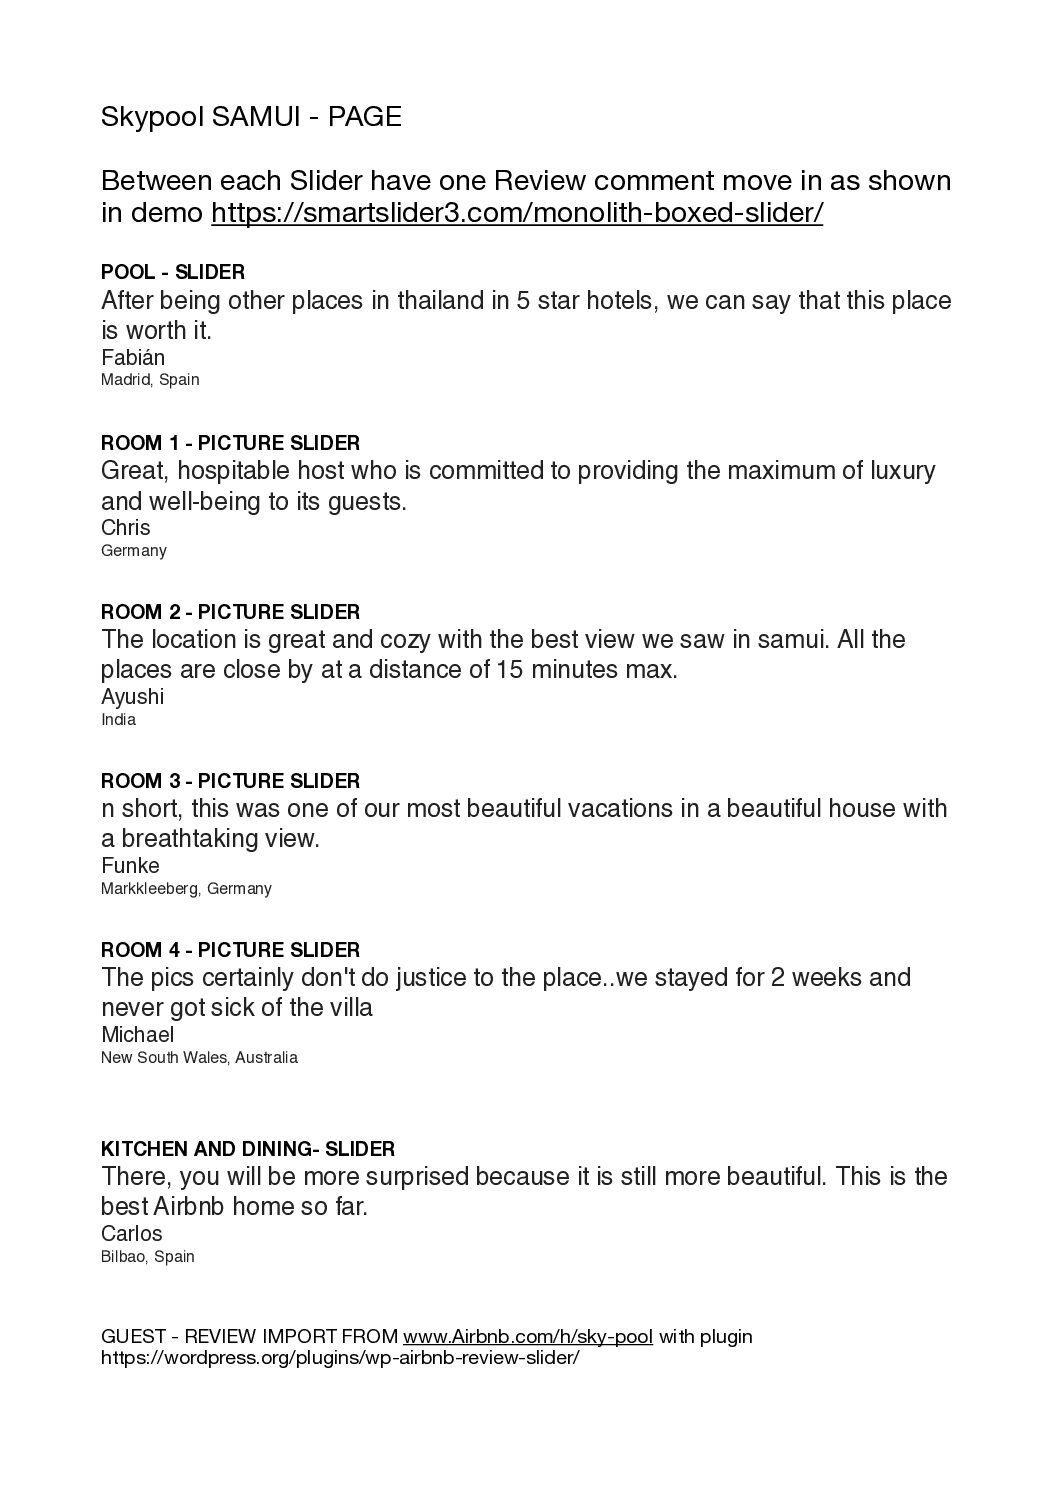 Skypool SAMUI - PAGE
Between each Slider have one Review comment move in as shown
in demo https://smartslider3.com/monolith-boxed-slider/
POOL - SLIDER
After being other places in thailand in 5 star hotels, we can say that this place
is worth it.
Fabián
Madrid, Spain
ROOM 1 - PICTURE SLIDER
Great, hospitable host who is committed to providing the maximum of luxury
and well-being to its guests.
Chris
Germany
ROOM 2 - PICTURE SLIDER
The location is great and cozy with the best view we saw in samui. All the
places are close by at a distance of 15 minutes max.
Ayushi
India
ROOM 3 - PICTURE SLIDER
n short, this was one of our most beautiful vacations in a beautiful house with
a breathtaking view.
Funke
Markkleeberg, Germany
ROOM 4 - PICTURE SLIDER
The pics certainly don't do justice to the place..we stayed for 2 weeks and
never got sick of the villa
Michael
New South Wales, Australia
KITCHEN AND DINING- SLIDER
There, you will be more surprised because it is still more beautiful. This is the
best Airbnb home so far.
Carlos
Bilbao, Spain
GUEST - REVIEW IMPORT FROM www.Airbnb.com/h/sky-pool with plugin
https://wordpress.org/plugins/wp-airbnb-review-slider/